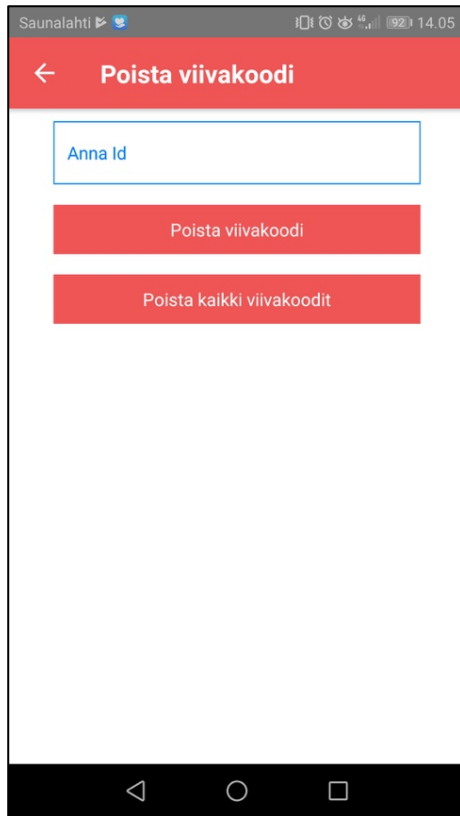 Saunalahti 92 14.05
Poista viivakoodi
Anna Id
Poista viivakoodi
Poista kaikki viivakoodit